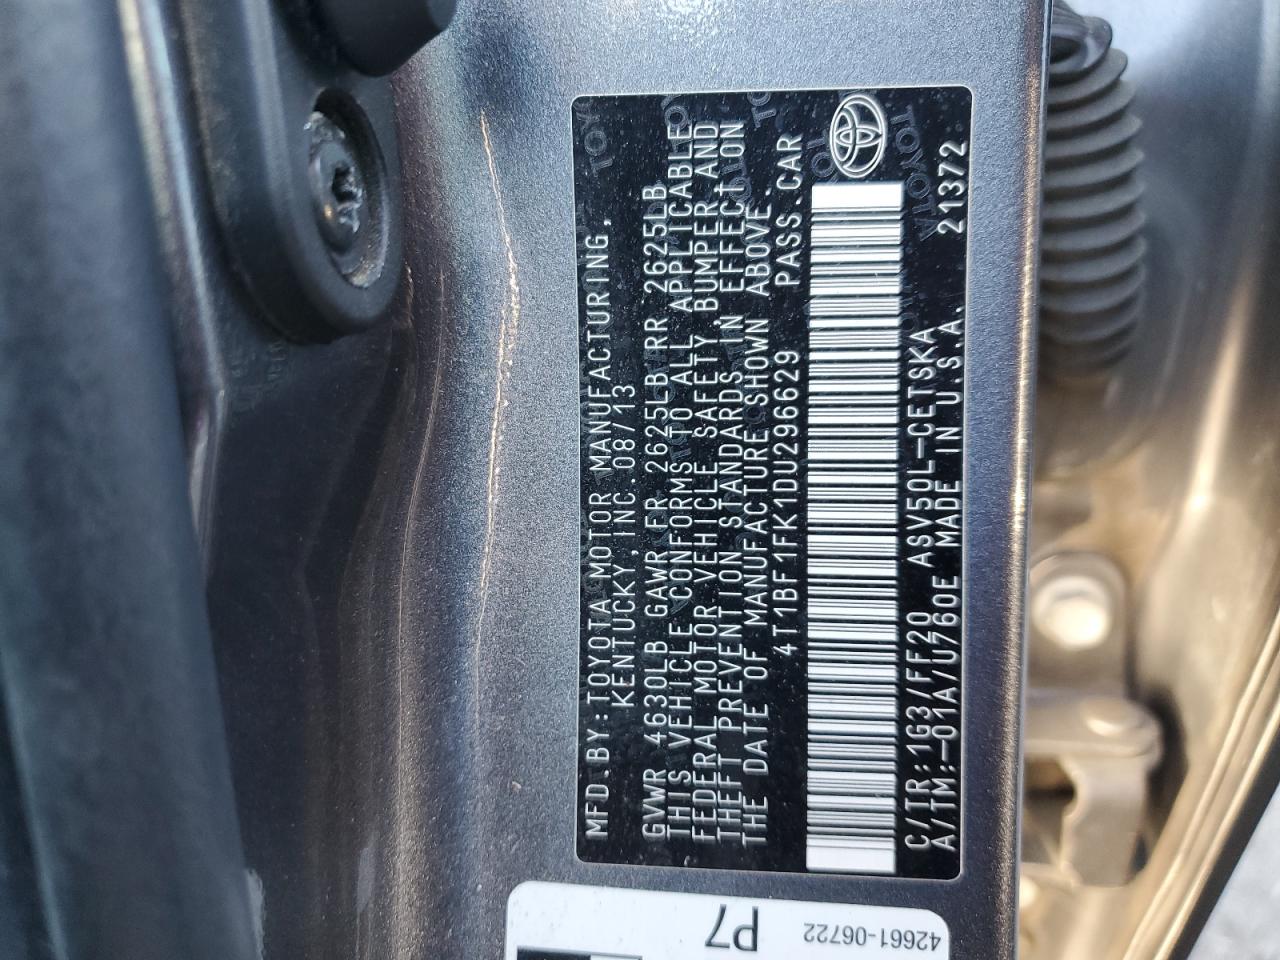 MFD.BY:TOYOTA MOTOR MANUFACTURING,
KENTUCKY,INC.08/13
GVWR 4630LB GAWR FR 2625LB RR 2625LB
THIS VEHICLE CONFORMS TO ALL APPLICABLE
FEDERAL MOTOR VEHICLE SAFETY,BUMPER,AND
THEFT PREVENTION STANDARDS IN EFFECT ON
THE DATE OF MANUFACTURE SHOWN ABOVE.
4T1BF1FK1DU296629 PASS.CAR
C/TR:1G3/FF20 ASV50L-CETSKA
A/TM:-01A/U760E MADE IN U.S.A. 21372
P7
42661-06722